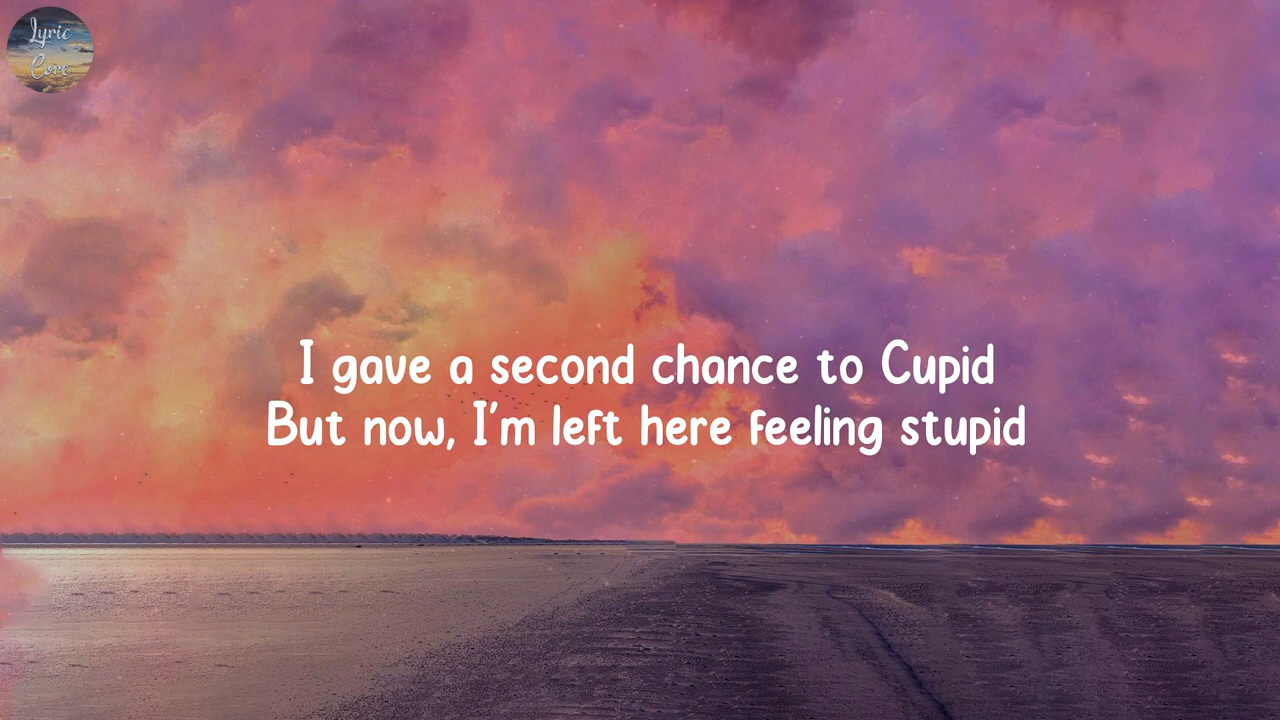 Lyric
Core
I gave a second chance to Cupid
But now, I'm left here feeling stupid